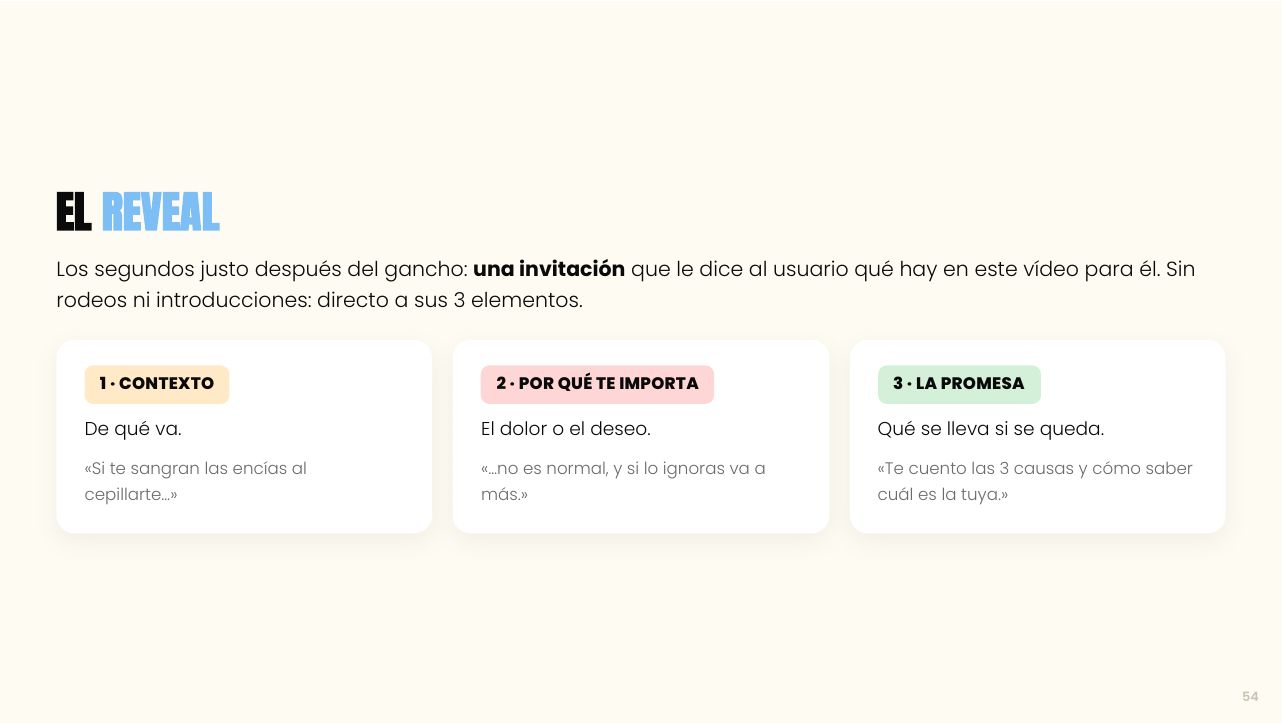 EL REVEAL
Los segundos justo después del gancho: una invitación que le dice al usuario qué hay en este vídeo para él. Sin
rodeos ni introducciones: directo a sus 3 elementos.
1 · CONTEXTO
De qué va.
«Si te sangran las encías al
cepillarte...»
2 · POR QUÉ TE IMPORTA
El dolor o el deseo.
«...no es normal, y si lo ignoras va a
más.»
3 · LA PROMESA
Qué se lleva si se queda.
«Te cuento las 3 causas y cómo saber
cuál es la tuya.»
54